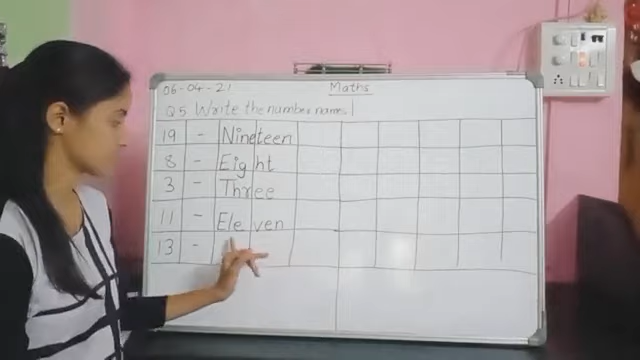 06-04-21 Maths
Q5 Write the number names
19 - Nineteen
8 - Eight
3 - Three
11 - Eleven
13 -